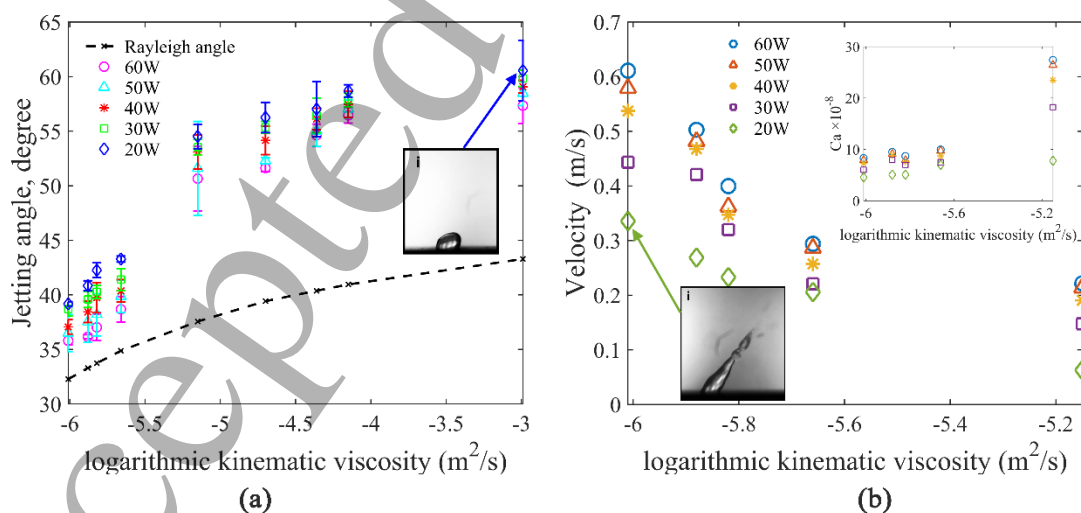 65
60
55
50
45
40
35
30
Jetting angle, degree
Rayleigh angle
60W
50W
40W
30W
20W
i
-6
-5.5
-5
-4.5
-4
-3.5
-3
logarithmic kinematic viscosity (m²/s)
(a)
0.7
0.6
0.5
0.4
0.3
0.2
0.1
0
Velocity (m/s)
60W
50W
40W
30W
20W
30
20
10
0
Ca ×10⁻⁸
-6
-5.6
-5.2
logarithmic kinematic viscosity (m²/s)
i
-6
-5.8
-5.6
-5.4
-5.2
logarithmic kinematic viscosity (m²/s)
(b)
cepted